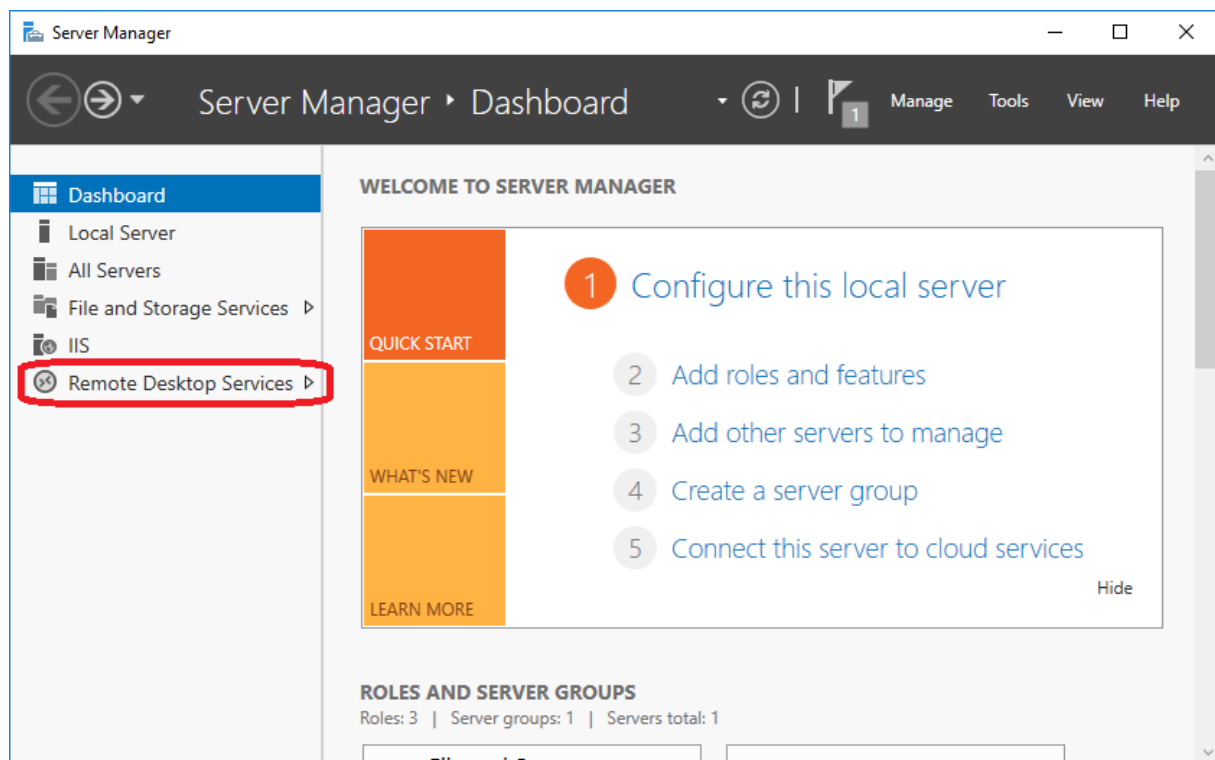 Server Manager
Server Manager ‣ Dashboard
1
Manage
Tools
View
Help
Dashboard
Local Server
All Servers
File and Storage Services
IIS
Remote Desktop Services
WELCOME TO SERVER MANAGER
QUICK START
WHAT'S NEW
LEARN MORE
1 Configure this local server
2 Add roles and features
3 Add other servers to manage
4 Create a server group
5 Connect this server to cloud services
Hide
ROLES AND SERVER GROUPS
Roles: 3 | Server groups: 1 | Servers total: 1